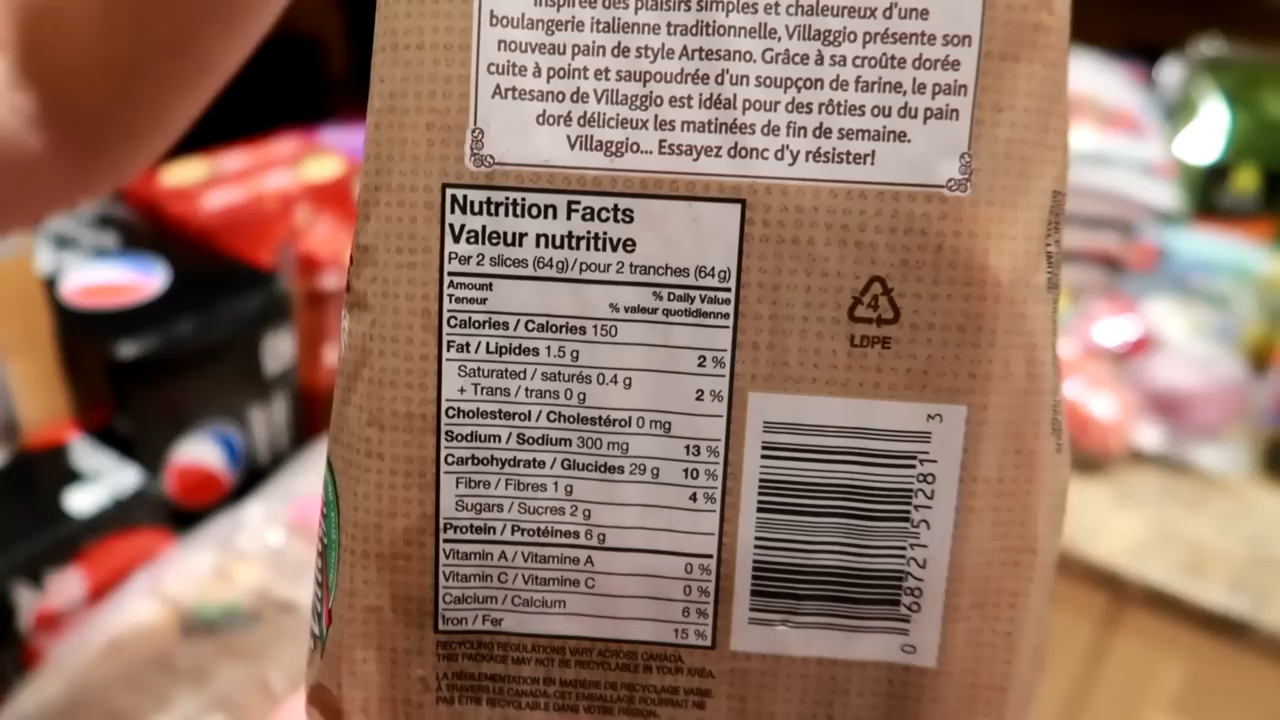 inspirée des plaisirs simples et chaleureux d'une
boulangerie italienne traditionnelle, Villaggio présente son
nouveau pain de style Artesano. Grâce à sa croûte dorée
cuite à point et saupoudrée d'un soupçon de farine, le pain
Artesano de Villaggio est idéal pour des rôties ou du pain
doré délicieux les matinées de fin de semaine.
Villaggio... Essayez donc d'y résister!
Nutrition Facts
Valeur nutritive
Per 2 slices (64g)/pour 2 tranches (64g)
Amount
Teneur
% Daily Value
% valeur quotidienne
Calories / Calories 150
Fat / Lipides 1.5 g 2 %
Saturated / saturés 0.4 g
+ Trans / trans 0 g 2 %
Cholesterol / Cholestérol 0 mg
Sodium / Sodium 300 mg 13 %
Carbohydrate / Glucides 29 g 10 %
Fibre / Fibres 1 g 4 %
Sugars / Sucres 2 g
Protein / Protéines 6 g
Vitamin A / Vitamine A 0 %
Vitamin C / Vitamine C 0 %
Calcium / Calcium 6 %
Iron / Fer 15 %
RECYCLING REGULATIONS VARY ACROSS CANADA.
THIS PACKAGE MAY NOT BE RECYCLABLE IN YOUR AREA.
LA RÉGLEMENTATION EN MATIÈRE DE RECYCLAGE VARIE
À TRAVERS LE CANADA. CET EMBALLAGE POURRAIT NE
PAS ÊTRE RECYCLABLE DANS VOTRE RÉGION.
4
LDPE
0 68721 51281 3